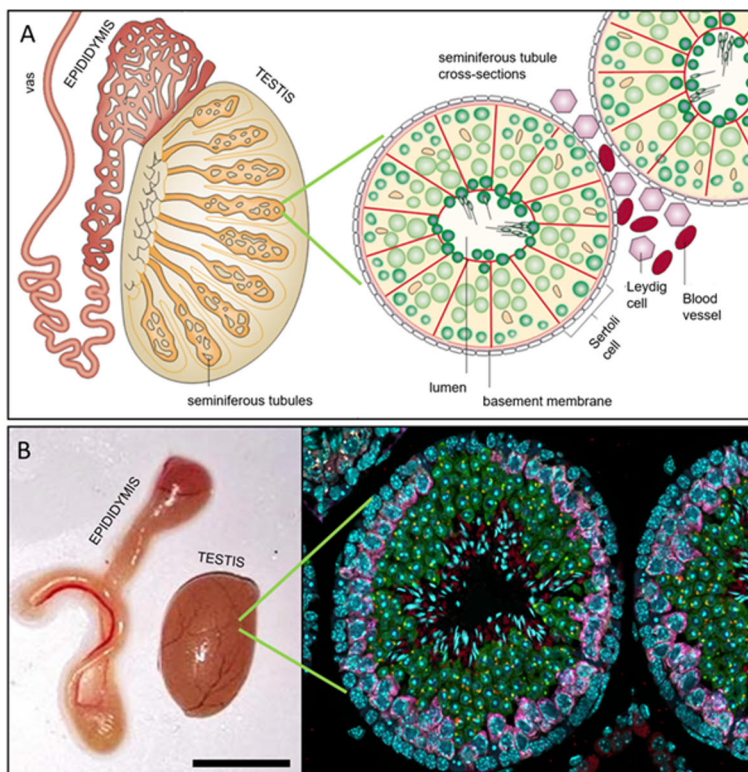 A
vas
EPIDIDYMIS
TESTIS
seminiferous tubule
cross-sections
Leydig
cell
Blood
vessel
Sertoli
cell
lumen
basement membrane
seminiferous tubules
B
EPIDIDYMIS
TESTIS